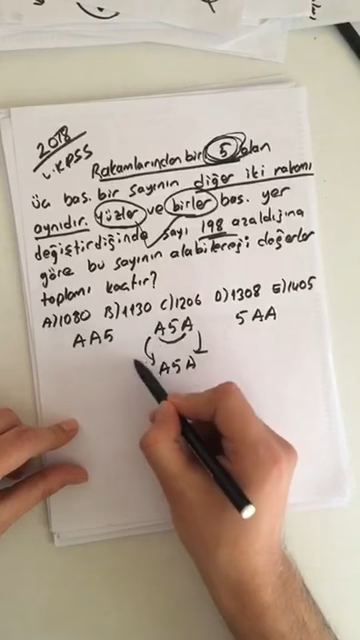 2018
KPSS
Rakamlarından biri 5 olan
üç bas. bir sayının diğer iki rakamı
aynıdır. Yüzler ve birler bas. yer
değiştirdiğinde sayı 198 azaldığına
göre bu sayının alabileceği değerler
toplamı kaçtır?
A)1080 B)1130 C)1206 D)1308 E)1405
AA5 A5A 5AA
A5A